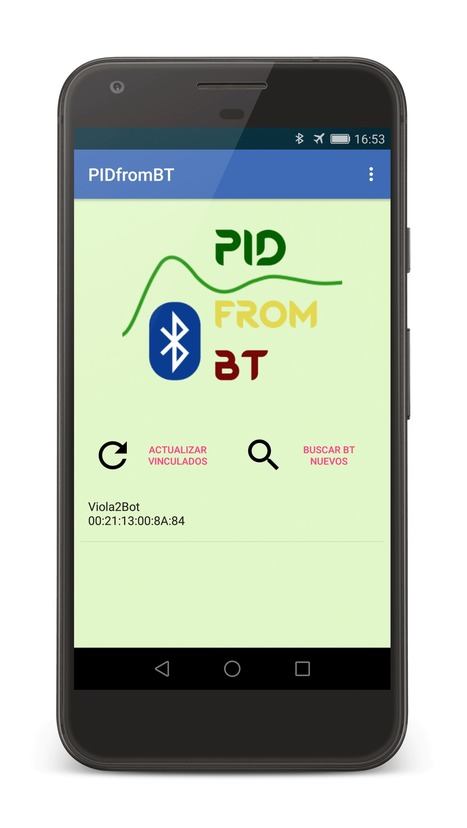 16:53
PIDfromBT
PID
FROM
BT
ACTUALIZAR
VINCULADOS
BUSCAR BT
NUEVOS
Viola2Bot
00:21:13:00:8A:84